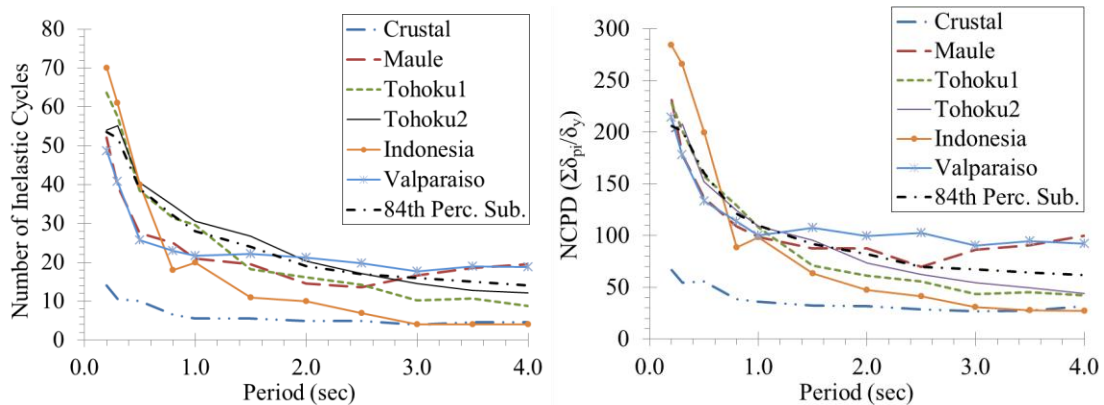 80
70
60
50
40
30
20
10
0
Number of Inelastic Cycles
0.0 1.0 2.0 3.0 4.0
Period (sec)
Crustal
Maule
Tohoku1
Tohoku2
Indonesia
Valparaiso
84th Perc. Sub.
300
250
200
150
100
50
0
NCPD (Σδpi/δy)
0.0 1.0 2.0 3.0 4.0
Period (sec)
Crustal
Maule
Tohoku1
Tohoku2
Indonesia
Valparaiso
84th Perc. Sub.